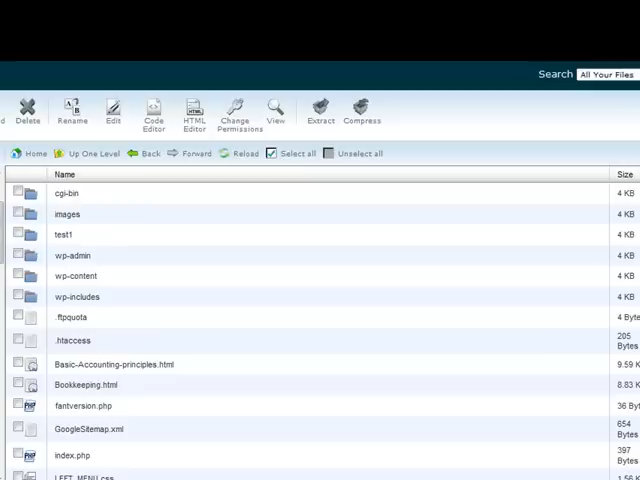 Search All Your Files
Delete Rename Edit Code Editor HTML Editor Change Permissions View Extract Compress
Home Up One Level Back Forward Reload Select all Unselect all
Name Size
cgi-bin 4 KB
images 4 KB
test1 4 KB
wp-admin 4 KB
wp-content 4 KB
wp-includes 4 KB
.ftpquota 4 Byte
.htaccess 205 Bytes
Basic-Accounting-principles.html 9.59 K
Bookkeeping.html 8.83 K
fantversion.php 36 Byt
GoogleSitemap.xml 654 Bytes
index.php 397 Bytes
LEFT_MENU.css 1.56 K